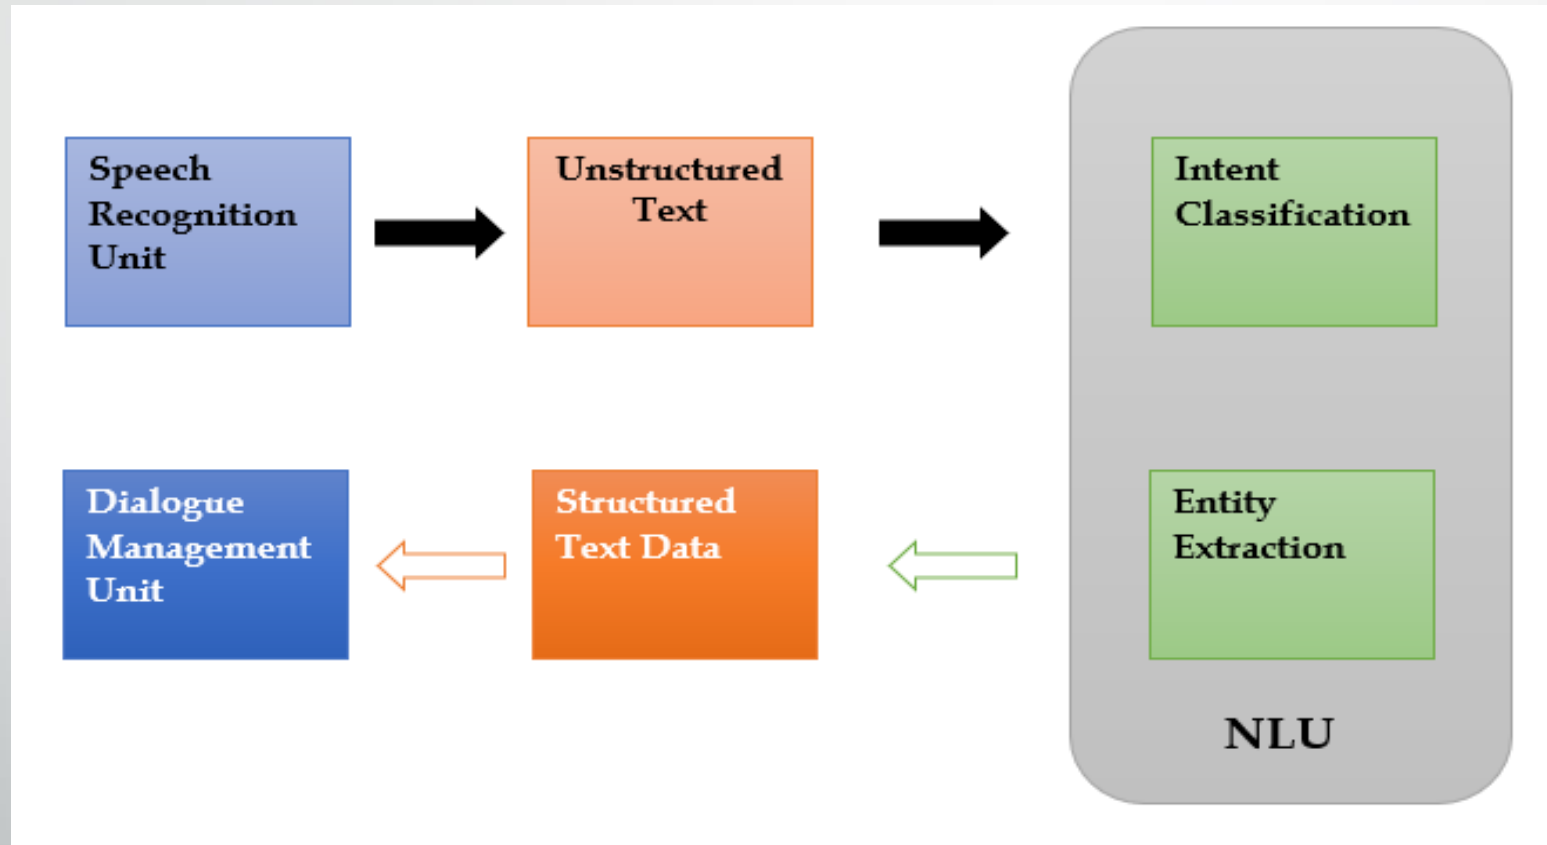 Speech
Recognition
Unit
Unstructured
Text
Intent
Classification
Dialogue
Management
Unit
Structured
Text Data
Entity
Extraction
NLU